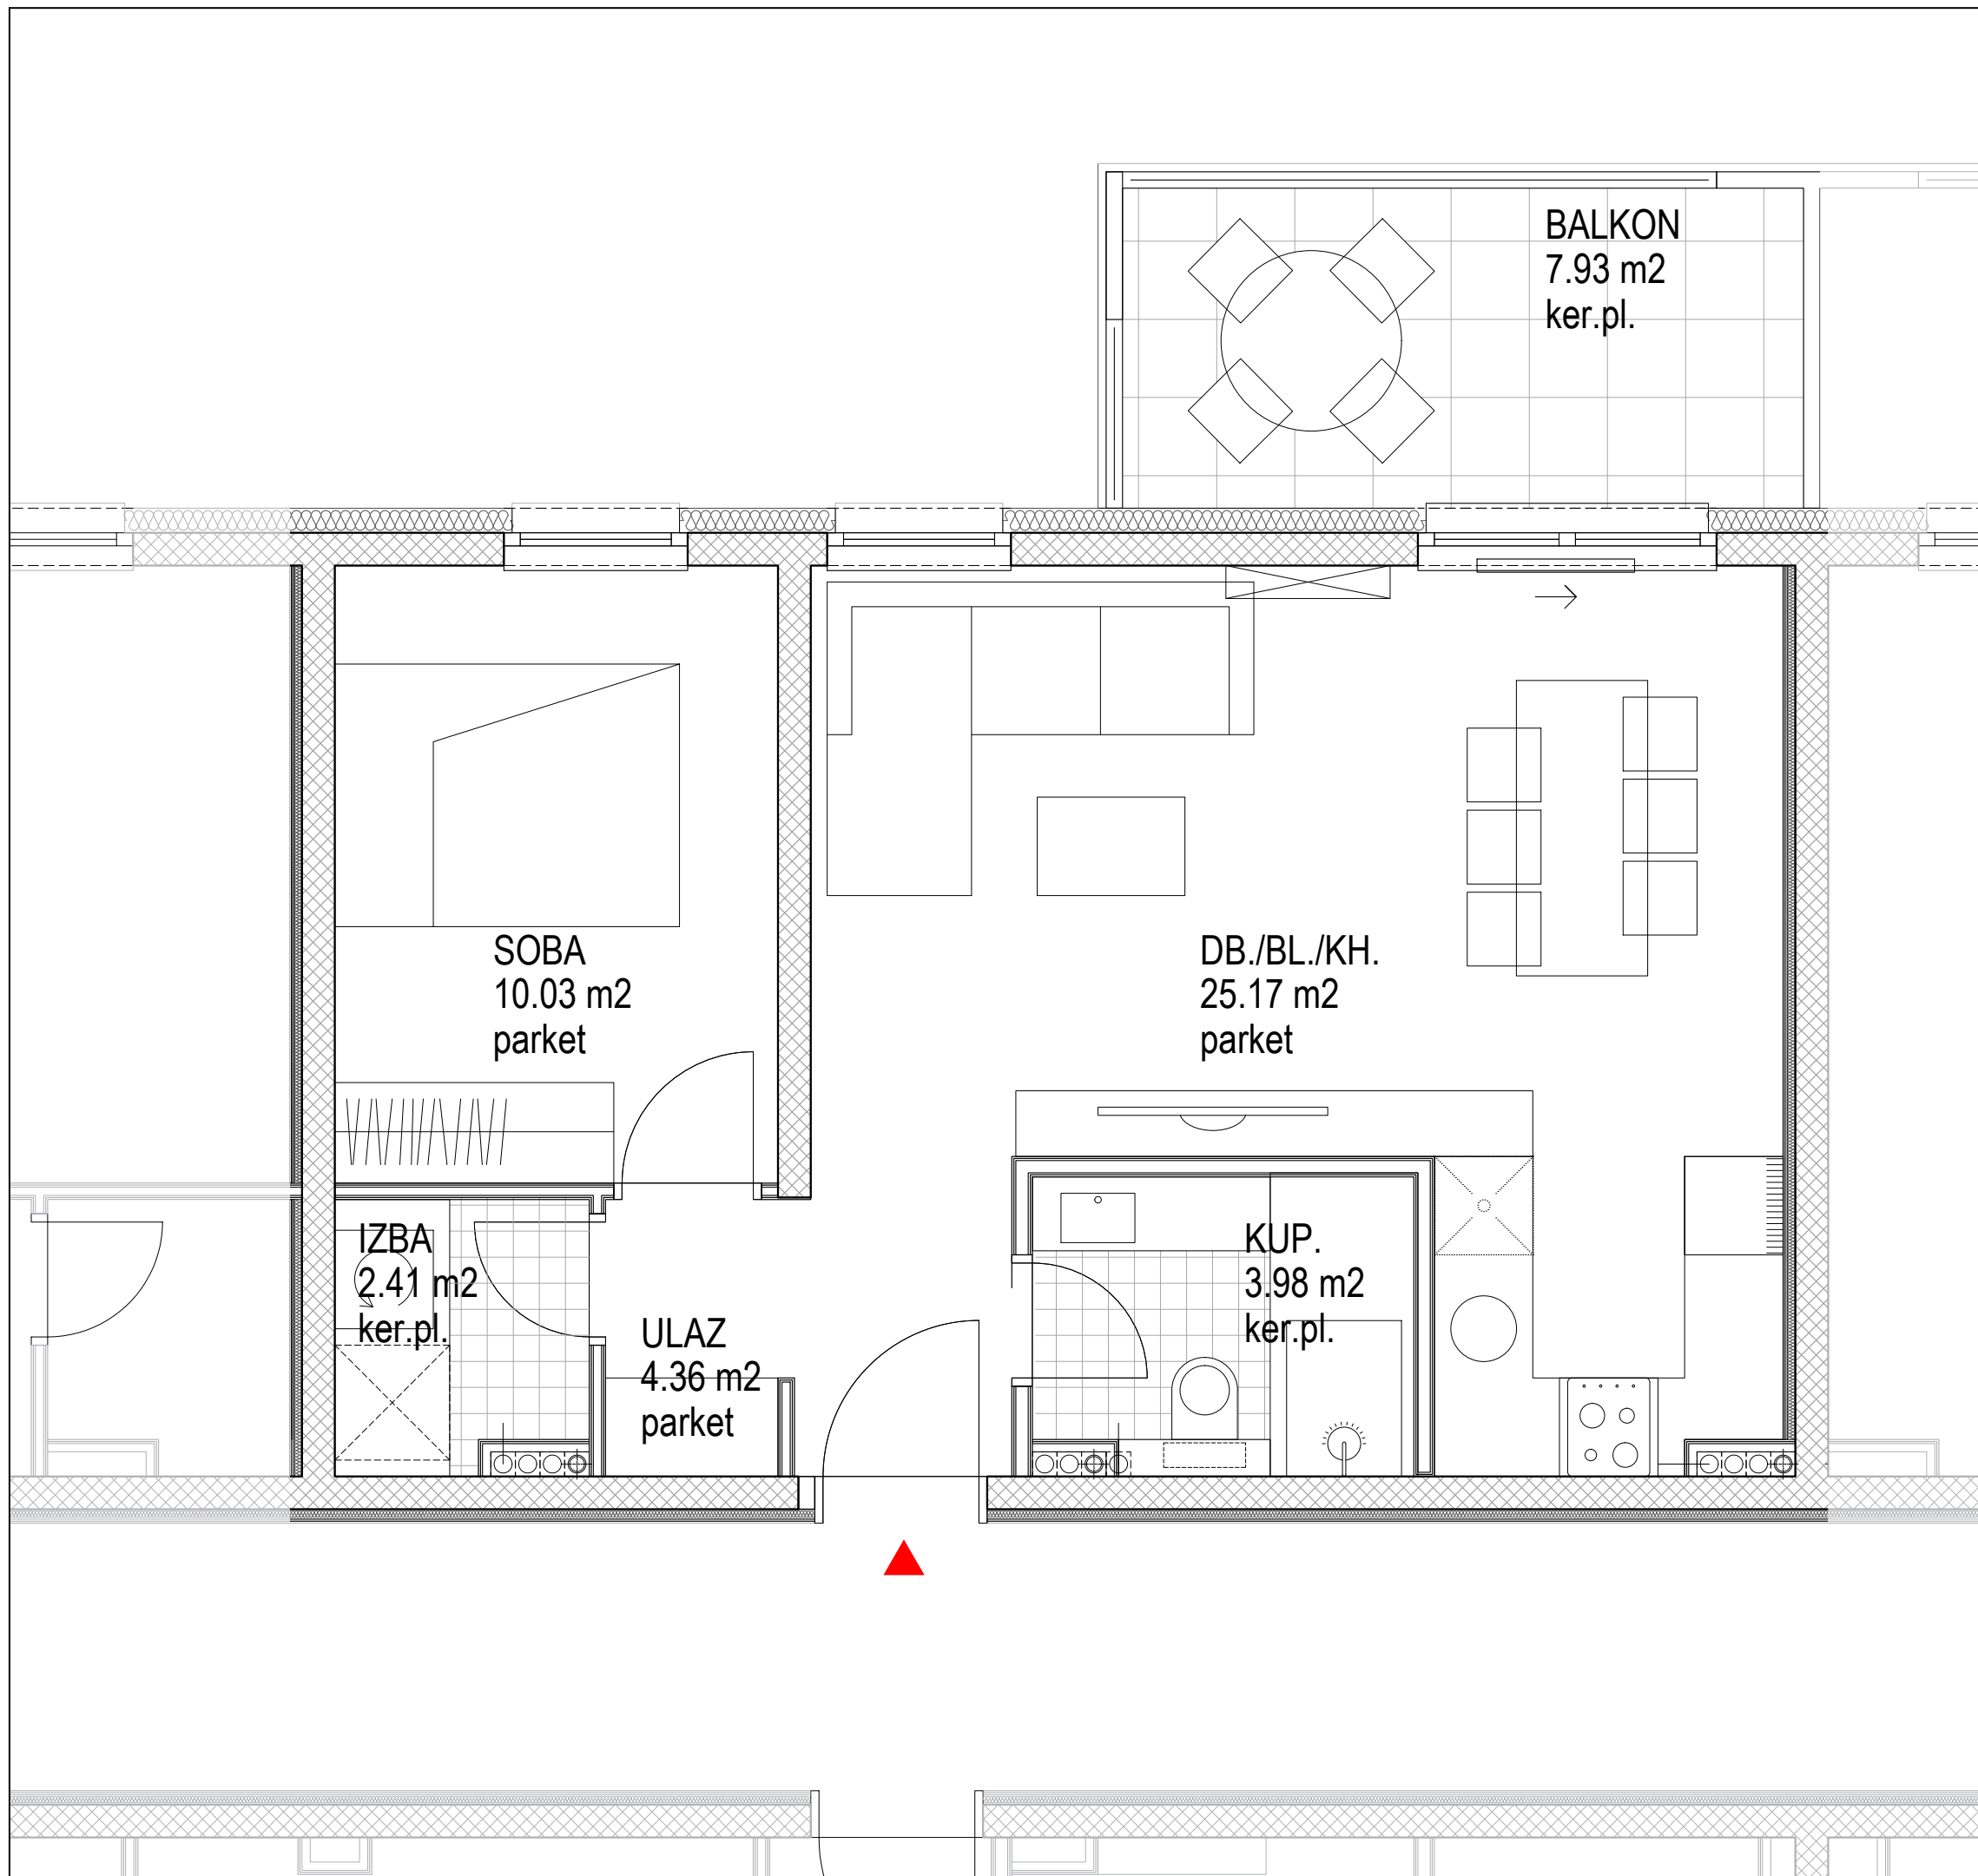 BALKON
7.93 m2
ker.pl.
SOBA
10.03 m2
parket
DB./BL./KH.
25.17 m2
parket
IZBA
2.41 m2
ker.pl.
ULAZ
4.36 m2
parket
KUP.
3.98 m2
ker.pl.